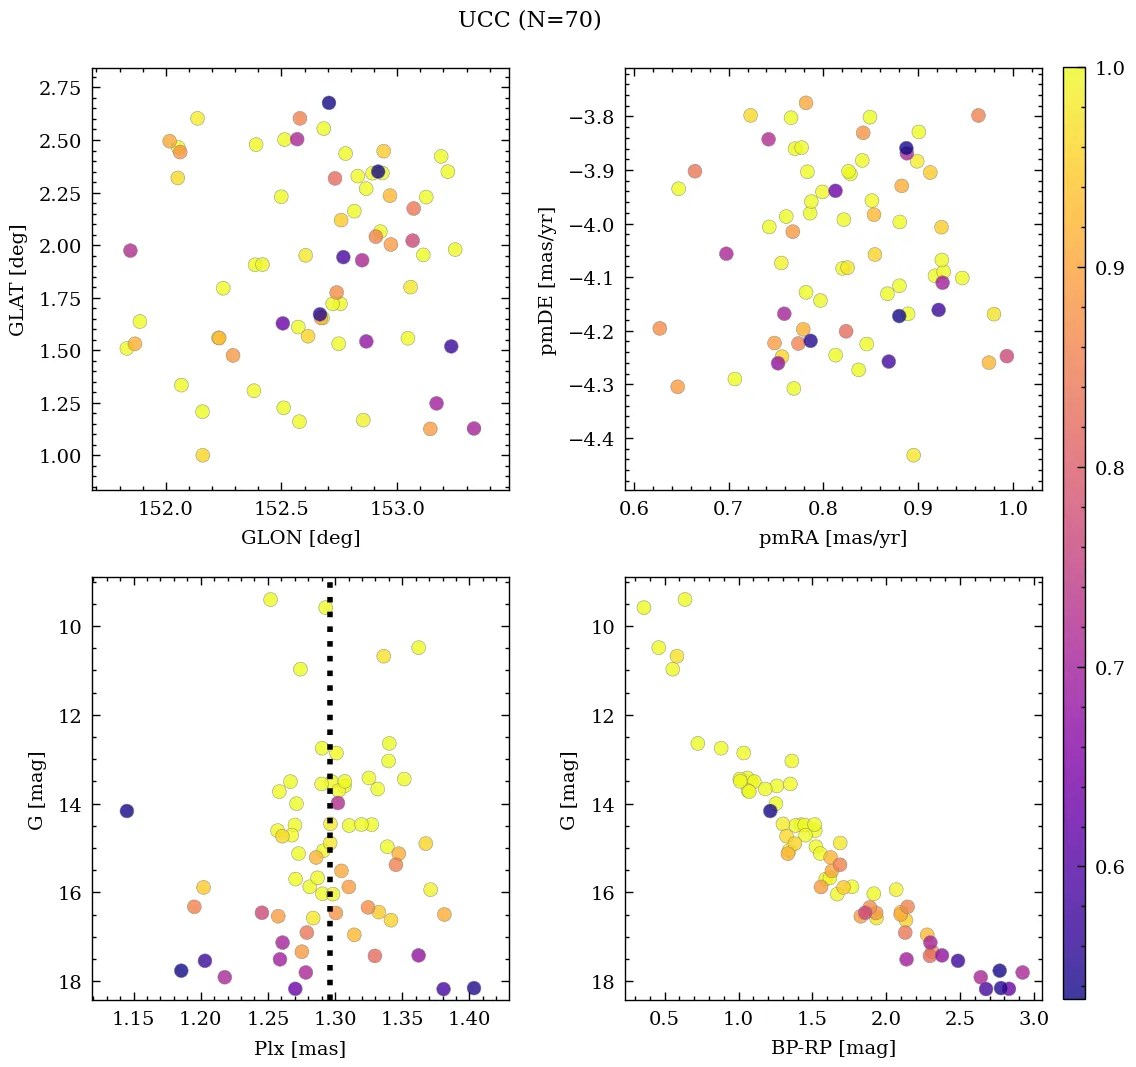 UCC (N=70)
2.75
2.50
2.25
2.00
1.75
1.50
1.25
1.00
GLAT [deg]
152.0 152.5 153.0
GLON [deg]
−3.8
−3.9
−4.0
−4.1
−4.2
−4.3
−4.4
pmDE [mas/yr]
0.6 0.7 0.8 0.9 1.0
pmRA [mas/yr]
10
12
14
16
18
G [mag]
1.15 1.20 1.25 1.30 1.35 1.40
Plx [mas]
10
12
14
16
18
G [mag]
0.5 1.0 1.5 2.0 2.5 3.0
BP-RP [mag]
1.0
0.9
0.8
0.7
0.6